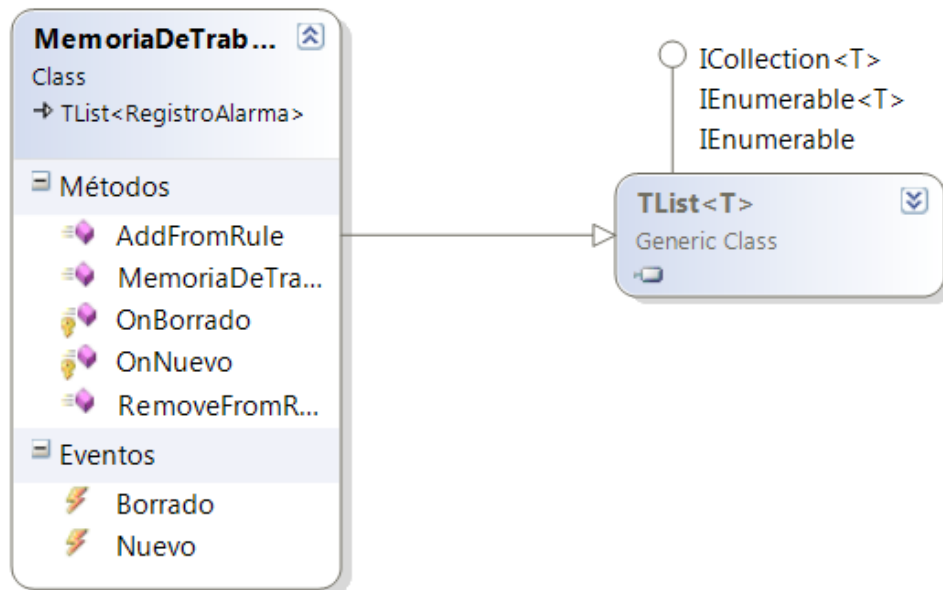 MemoriaDeTrab...
Class
TList<RegistroAlarma>
Métodos
AddFromRule
MemoriaDeTra...
OnBorrado
OnNuevo
RemoveFromR...
Eventos
Borrado
Nuevo
ICollection<T>
IEnumerable<T>
IEnumerable
TList<T>
Generic Class